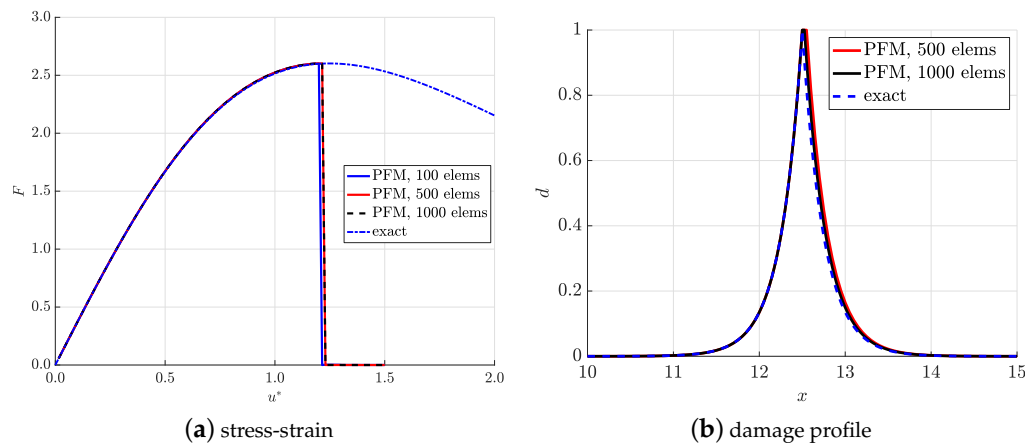 3.0
2.5
2.0
1.5
1.0
0.5
0.0
F
0.0 0.5 1.0 1.5 2.0
u*
PFM, 100 elems
PFM, 500 elems
PFM, 1000 elems
exact
(a) stress-strain
1
0.8
0.6
0.4
0.2
0
d
10 11 12 13 14 15
x
PFM, 500 elems
PFM, 1000 elems
exact
(b) damage profile